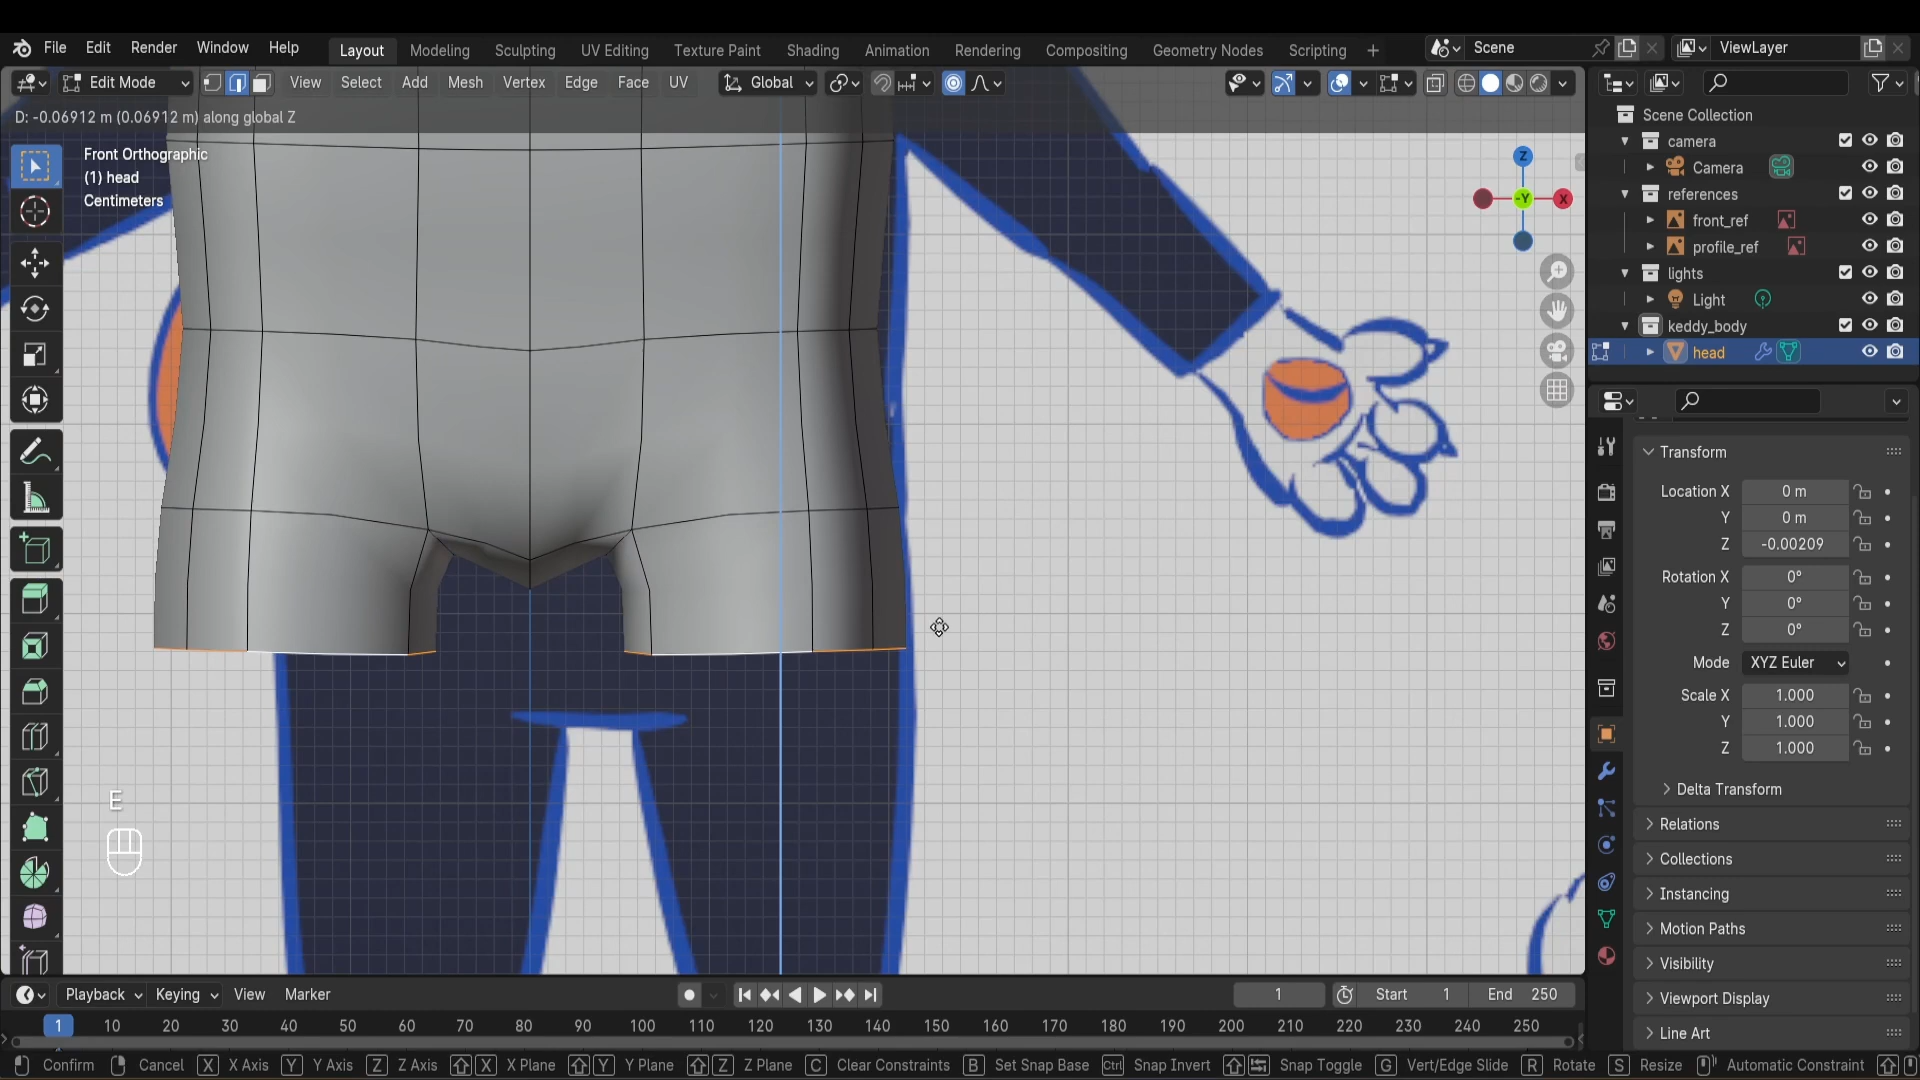 File Edit Render Window Help Layout Modeling Sculpting UV Editing Texture Paint Shading Animation Rendering Compositing Geometry Nodes Scripting + Scene ViewLayer
Edit Mode View Select Add Mesh Vertex Edge Face UV Global
D: -0.06912 m (0.06912 m) along global Z
Front Orthographic
(1) head
Centimeters
Z
-Y
X
E
Scene Collection
camera
Camera
references
front_ref
profile_ref
lights
Light
keddy_body
head
Transform
Location X 0 m
Y 0 m
Z -0.00209
Rotation X 0°
Y 0°
Z 0°
Mode XYZ Euler
Scale X 1.000
Y 1.000
Z 1.000
Delta Transform
Relations
Collections
Instancing
Motion Paths
Visibility
Viewport Display
Line Art
Playback Keying View Marker 1 Start 1 End 250
1 10 20 30 40 50 60 70 80 90 100 110 120 130 140 150 160 170 180 190 200 210 220 230 240 250
Confirm Cancel X X Axis Y Y Axis Z Z Axis X X Plane Y Y Plane Z Z Plane C Clear Constraints B Set Snap Base Ctrl Snap Invert Snap Toggle G Vert/Edge Slide R Rotate S Resize Automatic Constraint